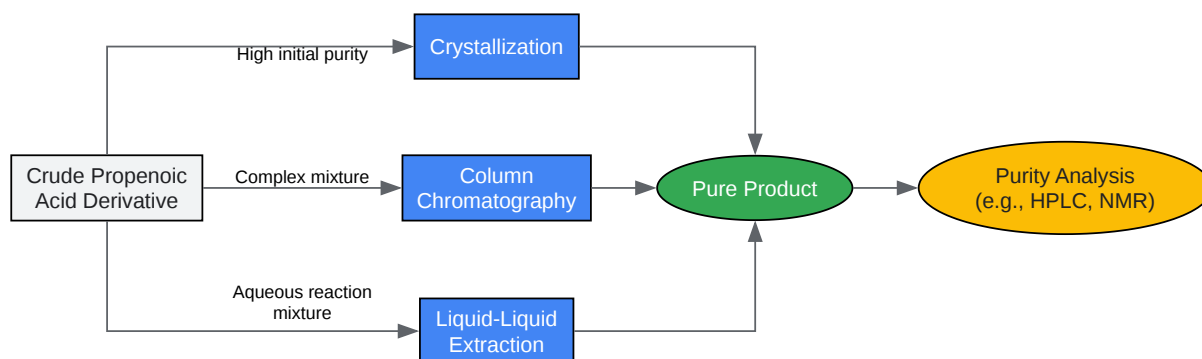 High initial purity
Crystallization
Crude Propenoic
Acid Derivative
Complex mixture
Column
Chromatography
Pure Product
Purity Analysis
(e.g., HPLC, NMR)
Aqueous reaction
mixture
Liquid-Liquid
Extraction